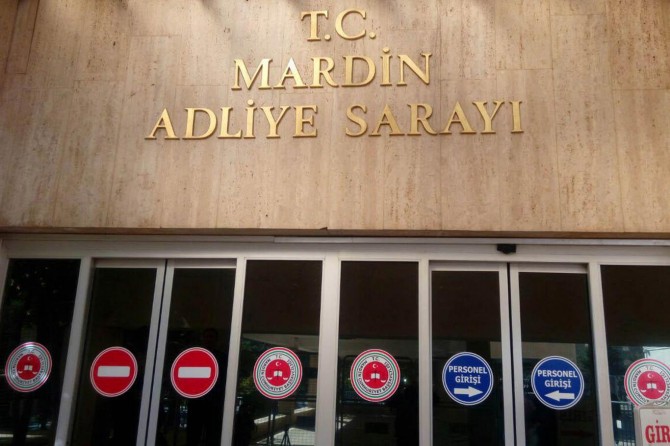 T.C.
MARDİN
ADLİYE SARAYI
PERSONEL
GİRİŞİ
PERSONEL
GİRİŞİ